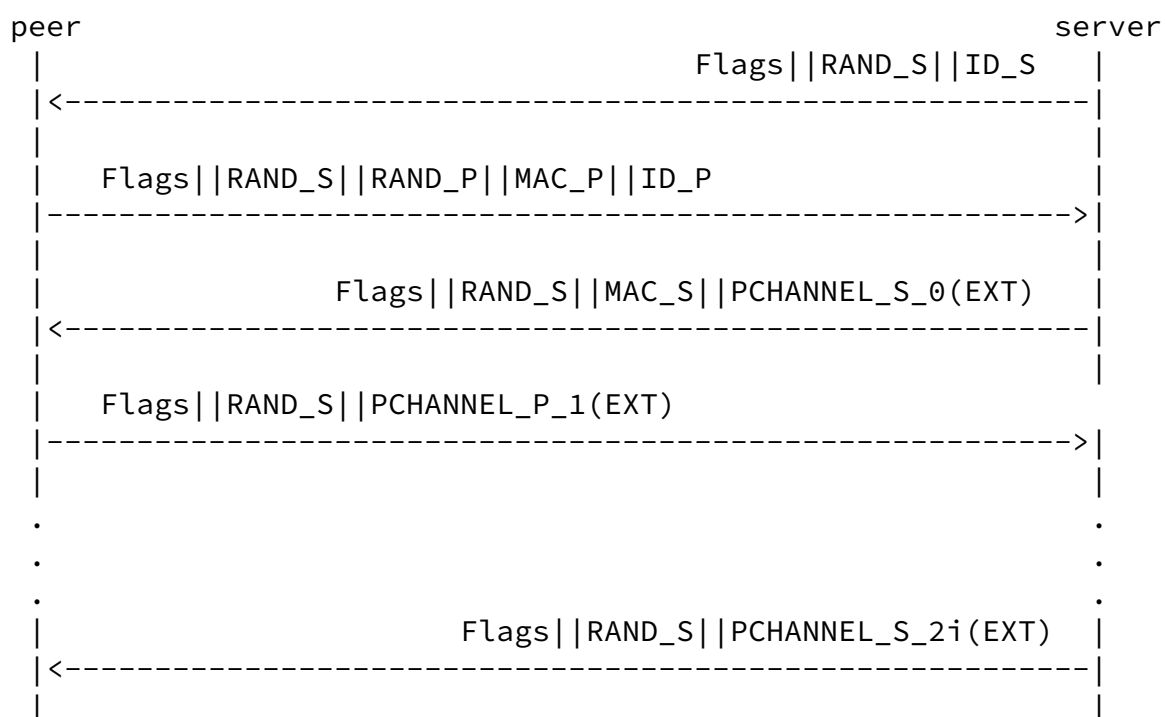 peer server
Flags||RAND_S||ID_S
Flags||RAND_S||RAND_P||MAC_P||ID_P
Flags||RAND_S||MAC_S||PCHANNEL_S_0(EXT)
Flags||RAND_S||PCHANNEL_P_1(EXT)
Flags||RAND_S||PCHANNEL_S_2i(EXT)